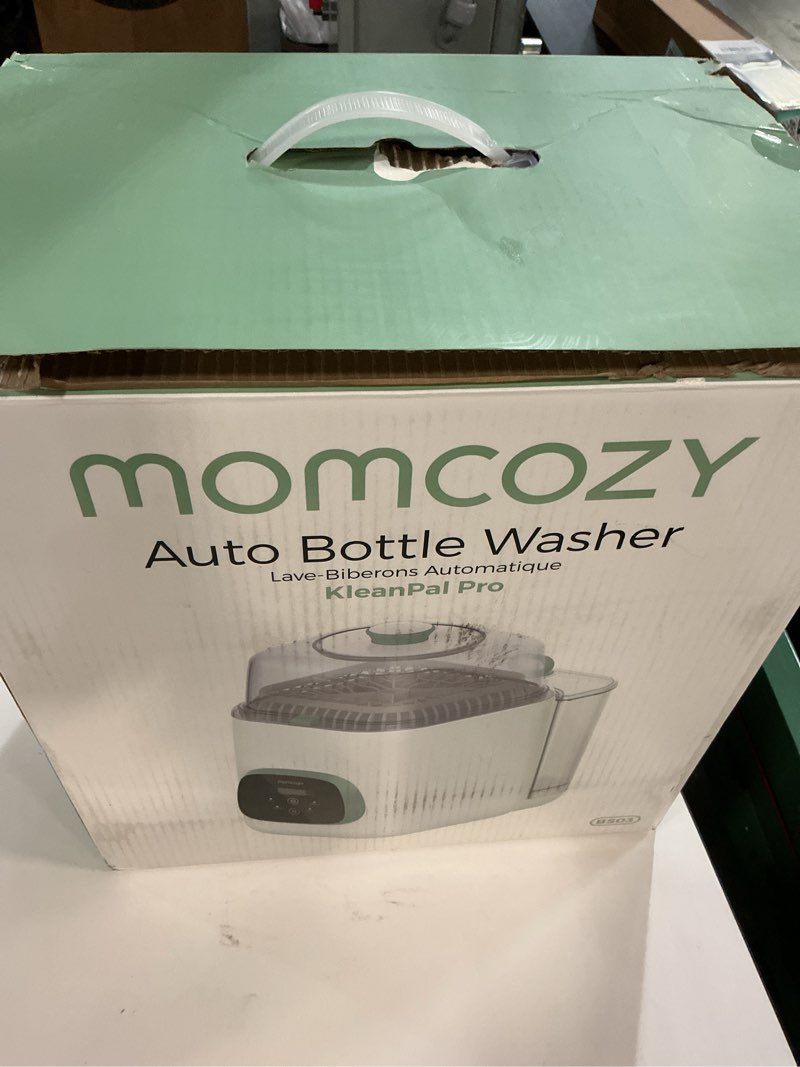 momcozy
Auto Bottle Washer
Lave-Biberons Automatique
KleanPal Pro
BS03